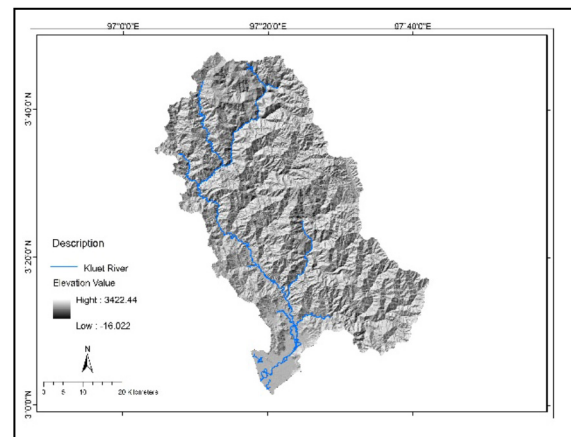 97°0'0"E 97°20'0"E 97°40'0"E
3°40'0"N
3°20'0"N
3°0'0"N
Description
Kluet River
Elevation Value
Hight : 3422.44
Low : -16.022
N
0 5 10 20 Kilometers